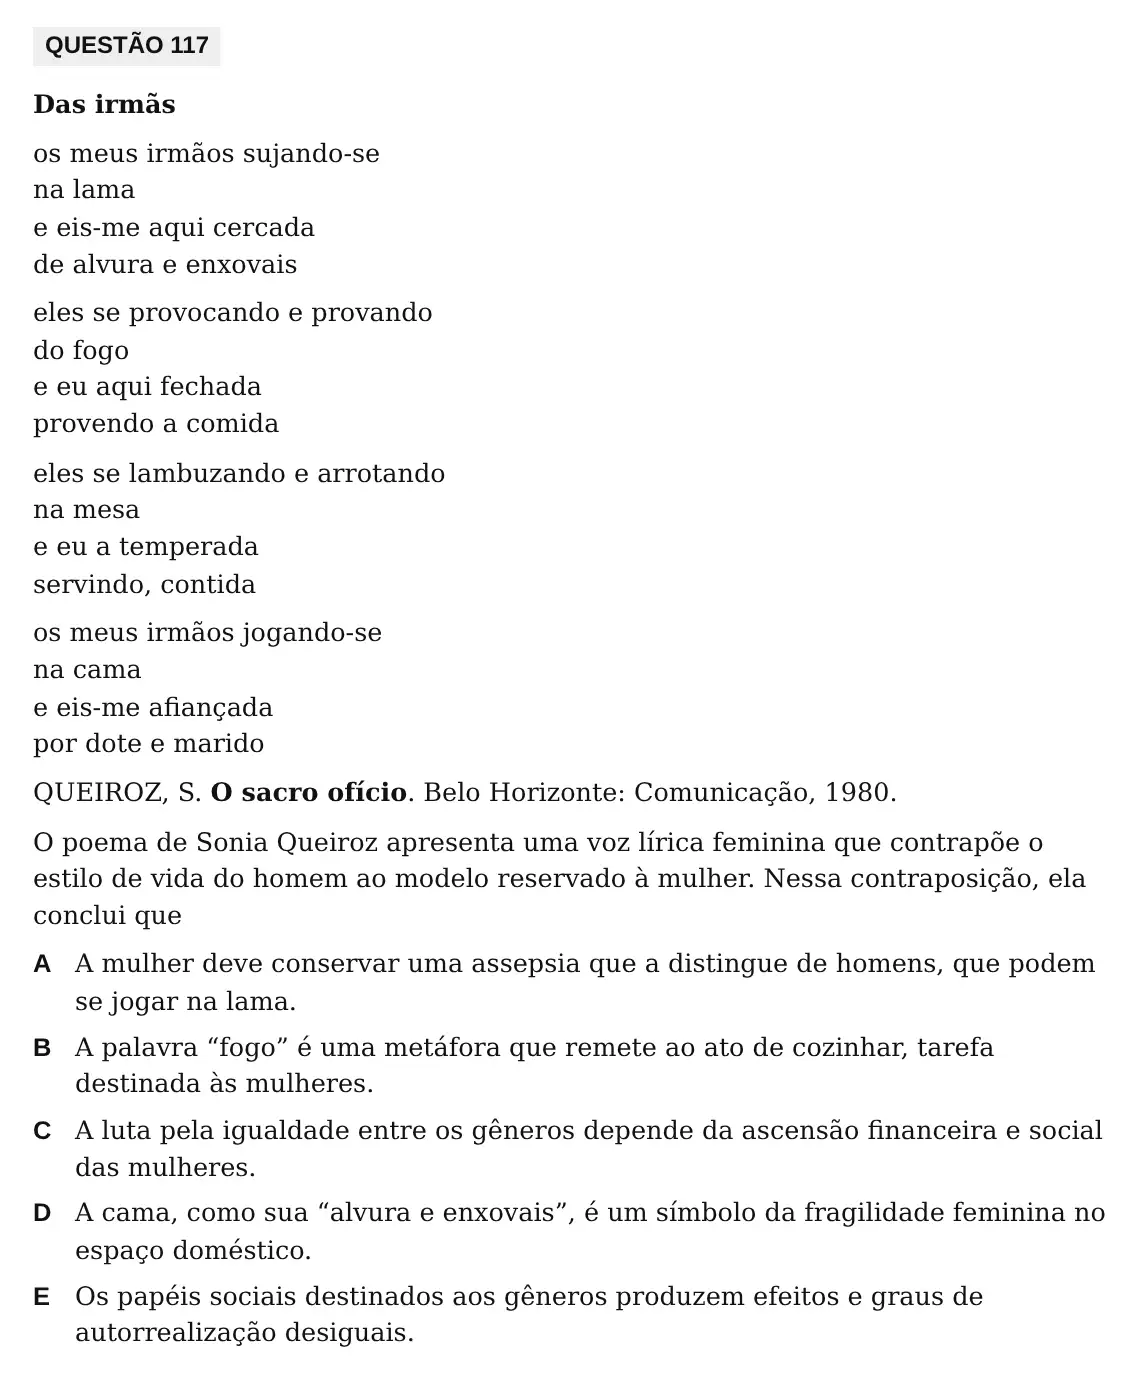 QUESTÃO 117
Das irmãs
os meus irmãos sujando-se
na lama
e eis-me aqui cercada
de alvura e enxovais
eles se provocando e provando
do fogo
e eu aqui fechada
provendo a comida
eles se lambuzando e arrotando
na mesa
e eu a temperada
servindo, contida
os meus irmãos jogando-se
na cama
e eis-me afiançada
por dote e marido
QUEIROZ, S. O sacro ofício. Belo Horizonte: Comunicação, 1980.
O poema de Sonia Queiroz apresenta uma voz lírica feminina que contrapõe o
estilo de vida do homem ao modelo reservado à mulher. Nessa contraposição, ela
conclui que
A A mulher deve conservar uma assepsia que a distingue de homens, que podem
se jogar na lama.
B A palavra “fogo” é uma metáfora que remete ao ato de cozinhar, tarefa
destinada às mulheres.
C A luta pela igualdade entre os gêneros depende da ascensão financeira e social
das mulheres.
D A cama, como sua “alvura e enxovais”, é um símbolo da fragilidade feminina no
espaço doméstico.
E Os papéis sociais destinados aos gêneros produzem efeitos e graus de
autorrealização desiguais.